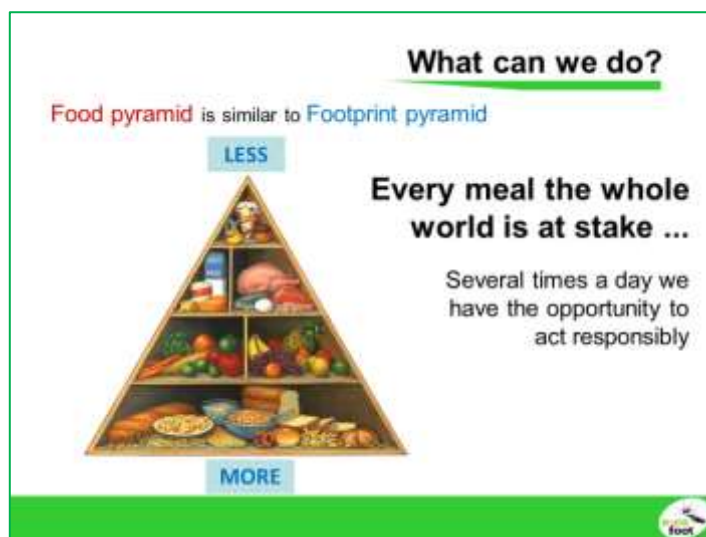 What can we do?
Food pyramid is similar to Footprint pyramid
LESS
Every meal the whole
world is at stake ...
Several times a day we
have the opportunity to
act responsibly
MORE
foot